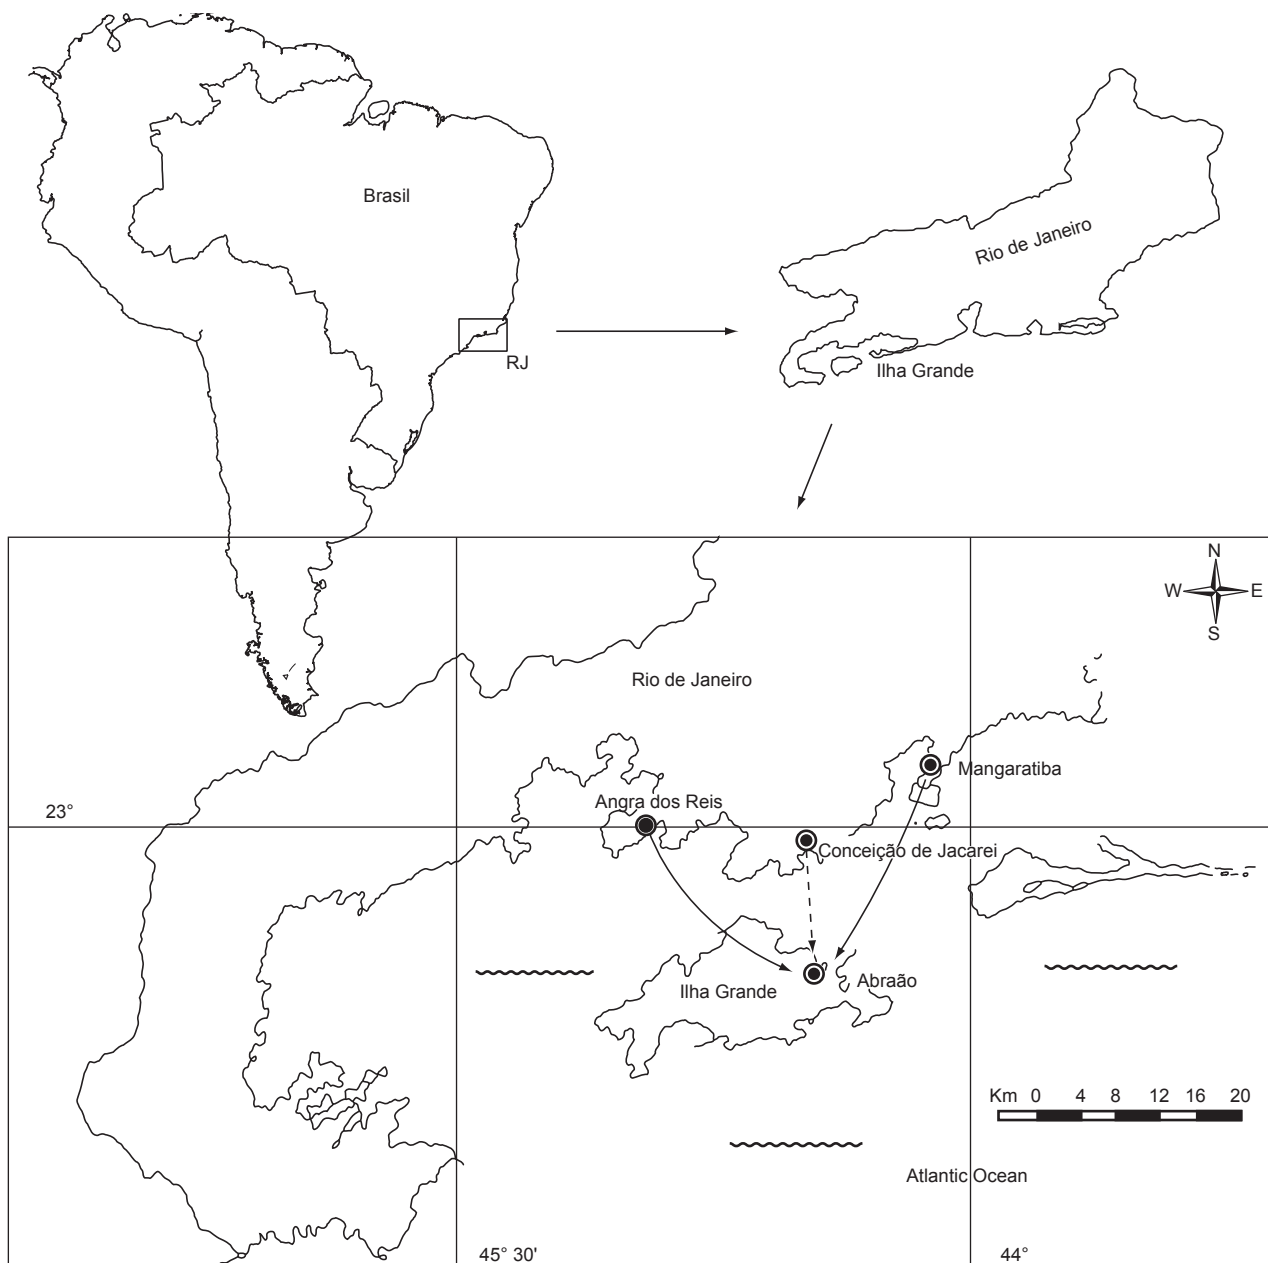 Brasil
RJ
Rio de Janeiro
Ilha Grande
N
W E
S
Rio de Janeiro
Mangaratiba
23°
Angra dos Reis
Conceição de Jacarei
Ilha Grande
Abraão
Km 0 4 8 12 16 20
Atlantic Ocean
45° 30'
44°